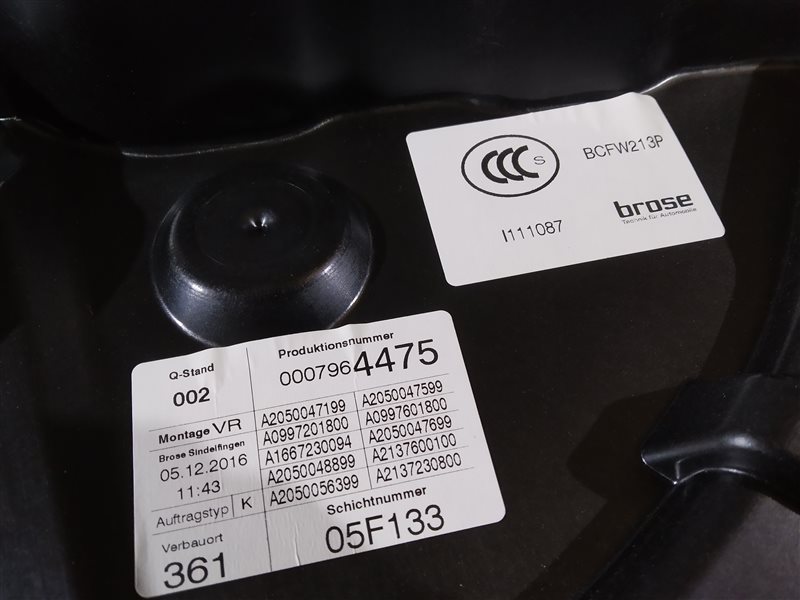 CCC S
BCFW213P
I111087
brose
Technik für Automobile
Q-Stand
002
Produktionsnummer
0007964475
Montage VR
Brose Sindelfingen
05.12.2016
11:43
A2050047199 A2050047599
A0997201800 A0997601800
A1667230094 A2050047699
A2050048899 A2137600100
A2050056399 A2137230800
Auftragstyp K
Schichtnummer
05F133
Verbauort
361